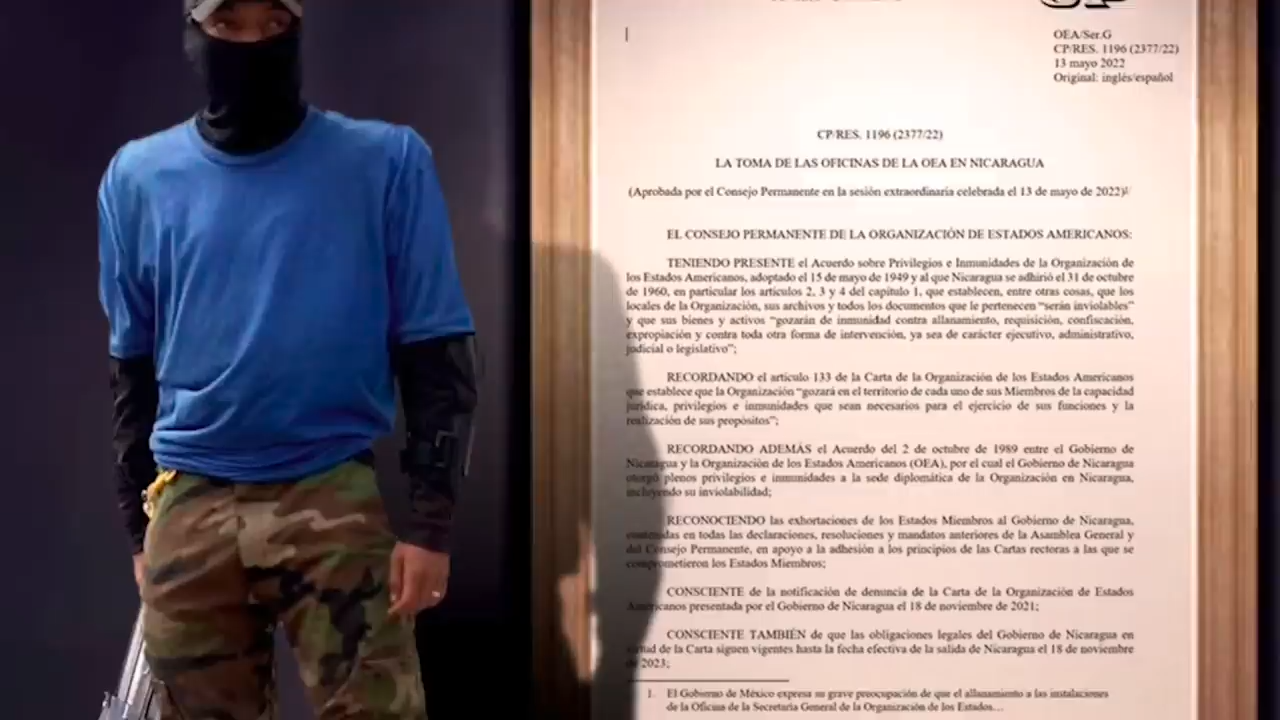 OEA/Ser.G
CP/RES. 1196 (2377/22)
13 mayo 2022
Original: inglés/español
CP/RES. 1196 (2377/22)
LA TOMA DE LAS OFICINAS DE LA OEA EN NICARAGUA
(Aprobada por el Consejo Permanente en la sesión extraordinaria celebrada el 13 de mayo de 2022)1/
EL CONSEJO PERMANENTE DE LA ORGANIZACIÓN DE ESTADOS AMERICANOS:
TENIENDO PRESENTE el Acuerdo sobre Privilegios e Inmunidades de la Organización de
los Estados Americanos, adoptado el 15 de mayo de 1949 y al que Nicaragua se adhirió el 31 de octubre
de 1960, en particular los artículos 2, 3 y 4 del capítulo 1, que establecen, entre otras cosas, que los
locales de la Organización, sus archivos y todos los documentos que le pertenecen “serán inviolables”
y que sus bienes y activos “gozarán de inmunidad contra allanamiento, requisición, confiscación,
expropiación y contra toda otra forma de intervención, ya sea de carácter ejecutivo, administrativo,
judicial o legislativo”;
RECORDANDO el artículo 133 de la Carta de la Organización de los Estados Americanos
que establece que la Organización “gozará en el territorio de cada uno de sus Miembros de la capacidad
jurídica, privilegios e inmunidades que sean necesarios para el ejercicio de sus funciones y la
realización de sus propósitos”;
RECORDANDO ADEMÁS el Acuerdo del 2 de octubre de 1989 entre el Gobierno de
Nicaragua y la Organización de los Estados Americanos (OEA), por el cual el Gobierno de Nicaragua
otorgó plenos privilegios e inmunidades a la sede diplomática de la Organización en Nicaragua,
incluyendo su inviolabilidad;
RECONOCIENDO las exhortaciones de los Estados Miembros al Gobierno de Nicaragua,
contenidas en todas las declaraciones, resoluciones y mandatos anteriores de la Asamblea General y
del Consejo Permanente, en apoyo a la adhesión a los principios de las Cartas rectoras a las que se
comprometieron los Estados Miembros;
CONSCIENTE de la notificación de denuncia de la Carta de la Organización de Estados
Americanos presentada por el Gobierno de Nicaragua el 18 de noviembre de 2021;
CONSCIENTE TAMBIÉN de que las obligaciones legales del Gobierno de Nicaragua en
virtud de la Carta siguen vigentes hasta la fecha efectiva de la salida de Nicaragua el 18 de noviembre
de 2023;
1. El Gobierno de México expresa su grave preocupación de que el allanamiento a las instalaciones
de la Oficina de la Secretaría General de la Organización de los Estados…